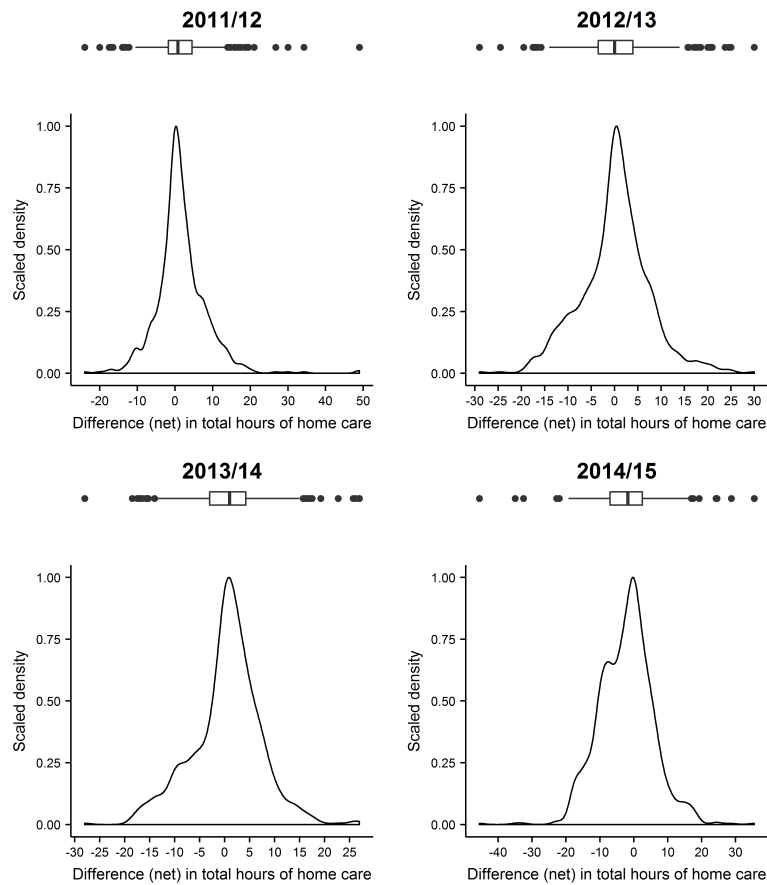 2011/12
1.00
0.75
0.50
0.25
0.00
Scaled density
-20 -10 0 10 20 30 40 50
Difference (net) in total hours of home care
2012/13
1.00
0.75
0.50
0.25
0.00
Scaled density
-30 -25 -20 -15 -10 -5 0 5 10 15 20 25 30
Difference (net) in total hours of home care
2013/14
1.00
0.75
0.50
0.25
0.00
Scaled density
-30 -25 -20 -15 -10 -5 0 5 10 15 20 25
Difference (net) in total hours of home care
2014/15
1.00
0.75
0.50
0.25
0.00
Scaled density
-40 -30 -20 -10 0 10 20 30
Difference (net) in total hours of home care